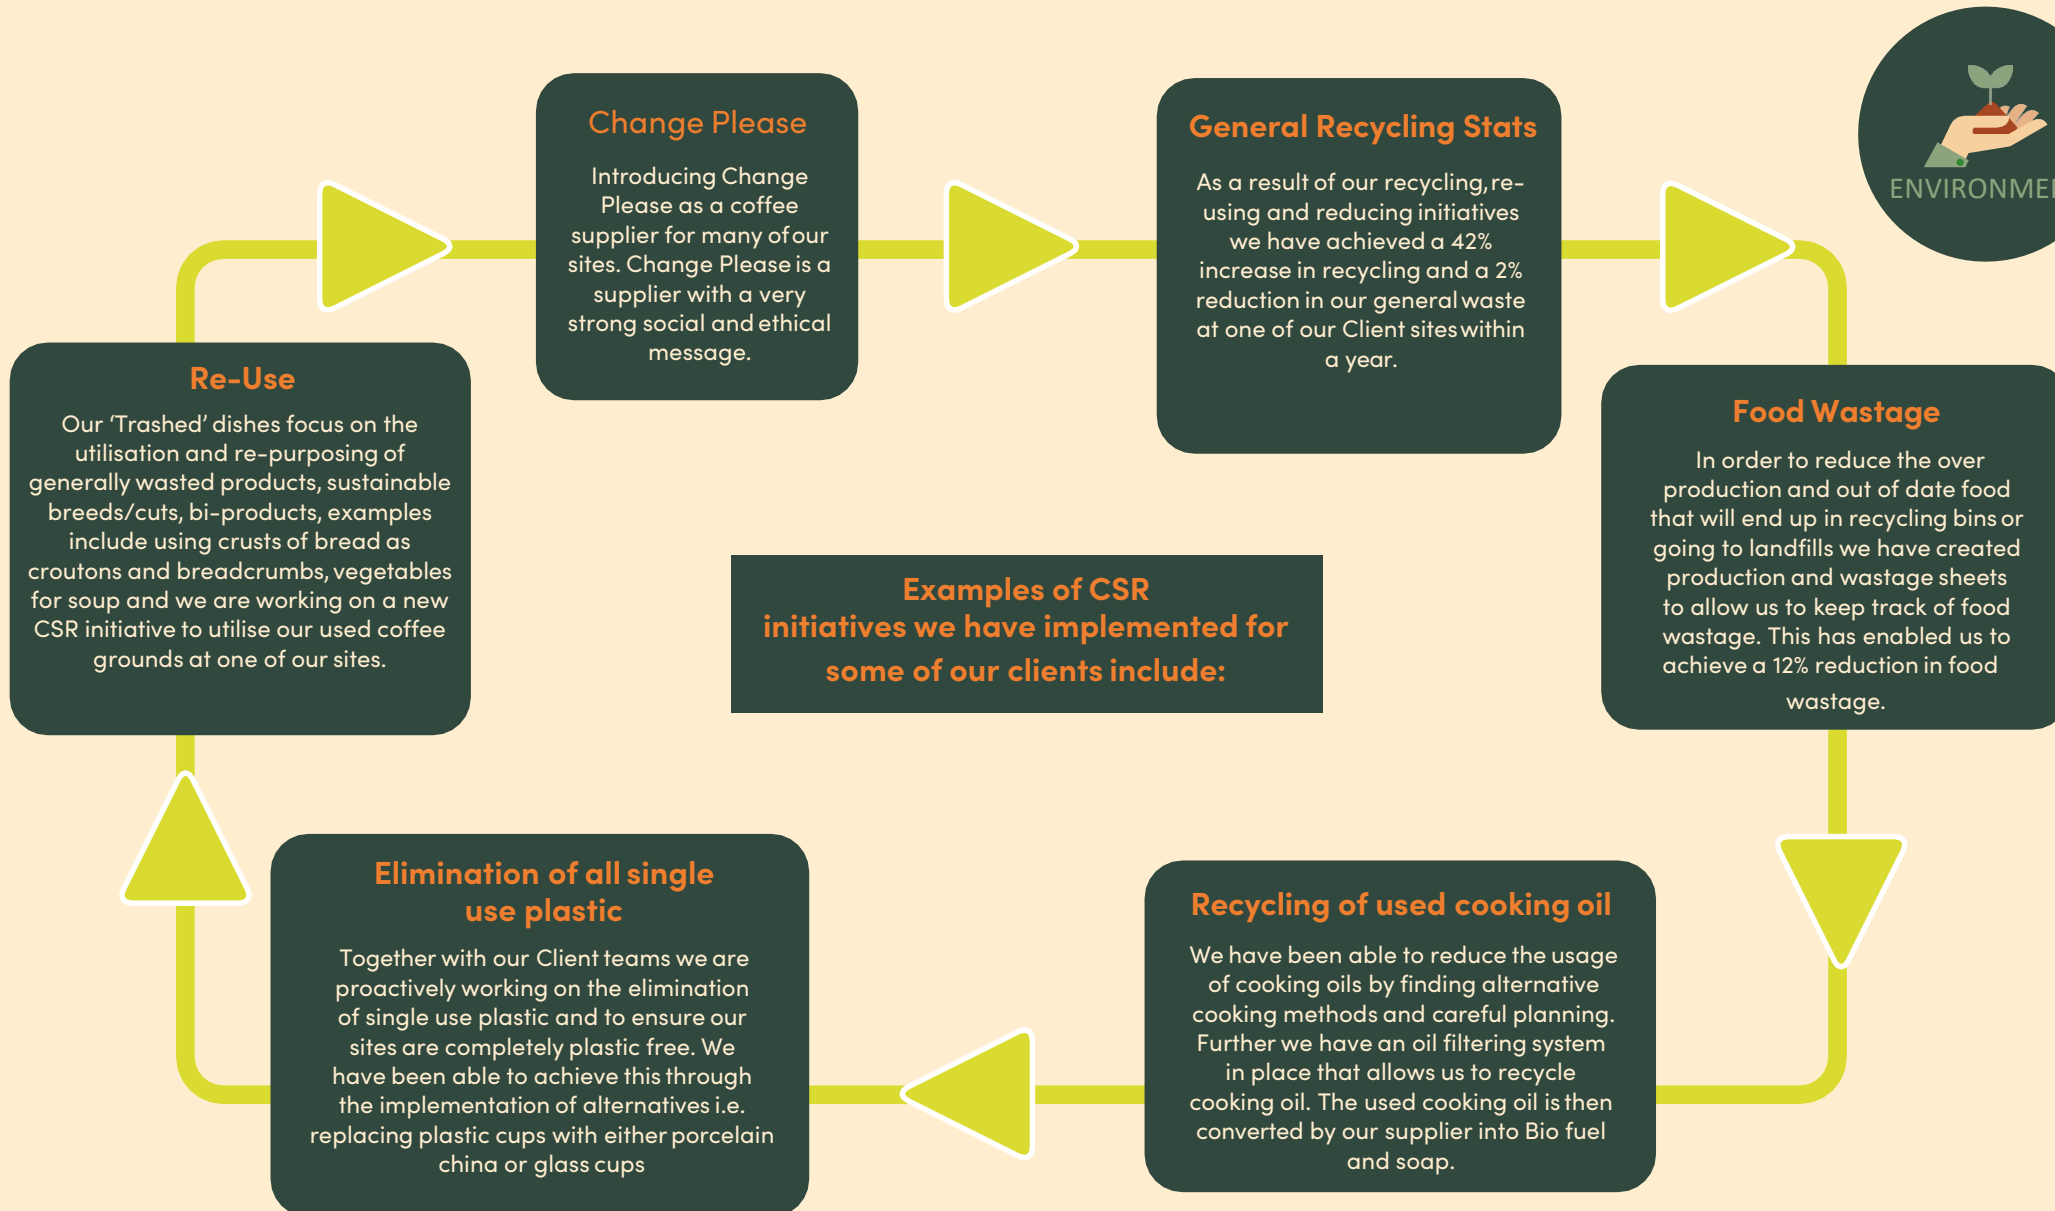 Change Please
Introducing Change
Please as a coffee
supplier for many of our
sites. Change Please is a
supplier with a very
strong social and ethical
message.
General Recycling Stats
As a result of our recycling, re-
using and reducing initiatives
we have achieved a 42%
increase in recycling and a 2%
reduction in our general waste
at one of our Client sites within
a year.
ENVIRONME
Re-Use
Our ‘Trashed’ dishes focus on the
utilisation and re-purposing of
generally wasted products, sustainable
breeds/cuts, bi-products, examples
include using crusts of bread as
croutons and breadcrumbs, vegetables
for soup and we are working on a new
CSR initiative to utilise our used coffee
grounds at one of our sites.
Food Wastage
In order to reduce the over
production and out of date food
that will end up in recycling bins or
going to landfills we have created
production and wastage sheets
to allow us to keep track of food
wastage. This has enabled us to
achieve a 12% reduction in food
wastage.
Examples of CSR
initiatives we have implemented for
some of our clients include:
Elimination of all single
use plastic
Together with our Client teams we are
proactively working on the elimination
of single use plastic and to ensure our
sites are completely plastic free. We
have been able to achieve this through
the implementation of alternatives i.e.
replacing plastic cups with either porcelain
china or glass cups
Recycling of used cooking oil
We have been able to reduce the usage
of cooking oils by finding alternative
cooking methods and careful planning.
Further we have an oil filtering system
in place that allows us to recycle
cooking oil. The used cooking oil is then
converted by our supplier into Bio fuel
and soap.